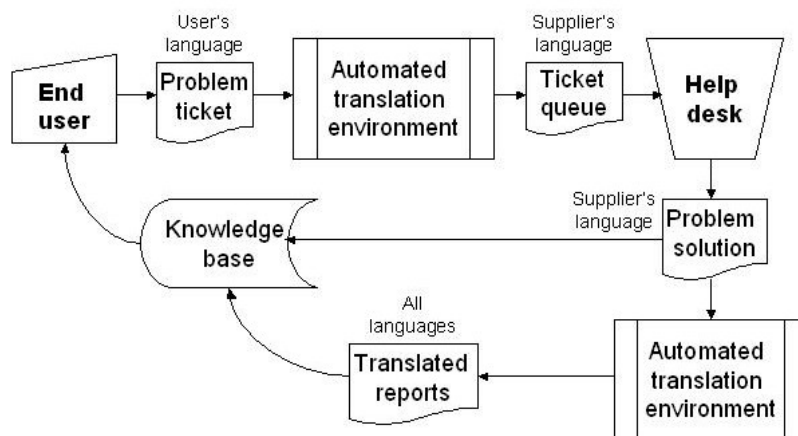 User's
language
Supplier's
language
End
user
Problem
ticket
Automated
translation
environment
Ticket
queue
Help
desk
Supplier's
language
Knowledge
base
Problem
solution
All
languages
Translated
reports
Automated
translation
environment